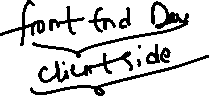 front End Dev
client side